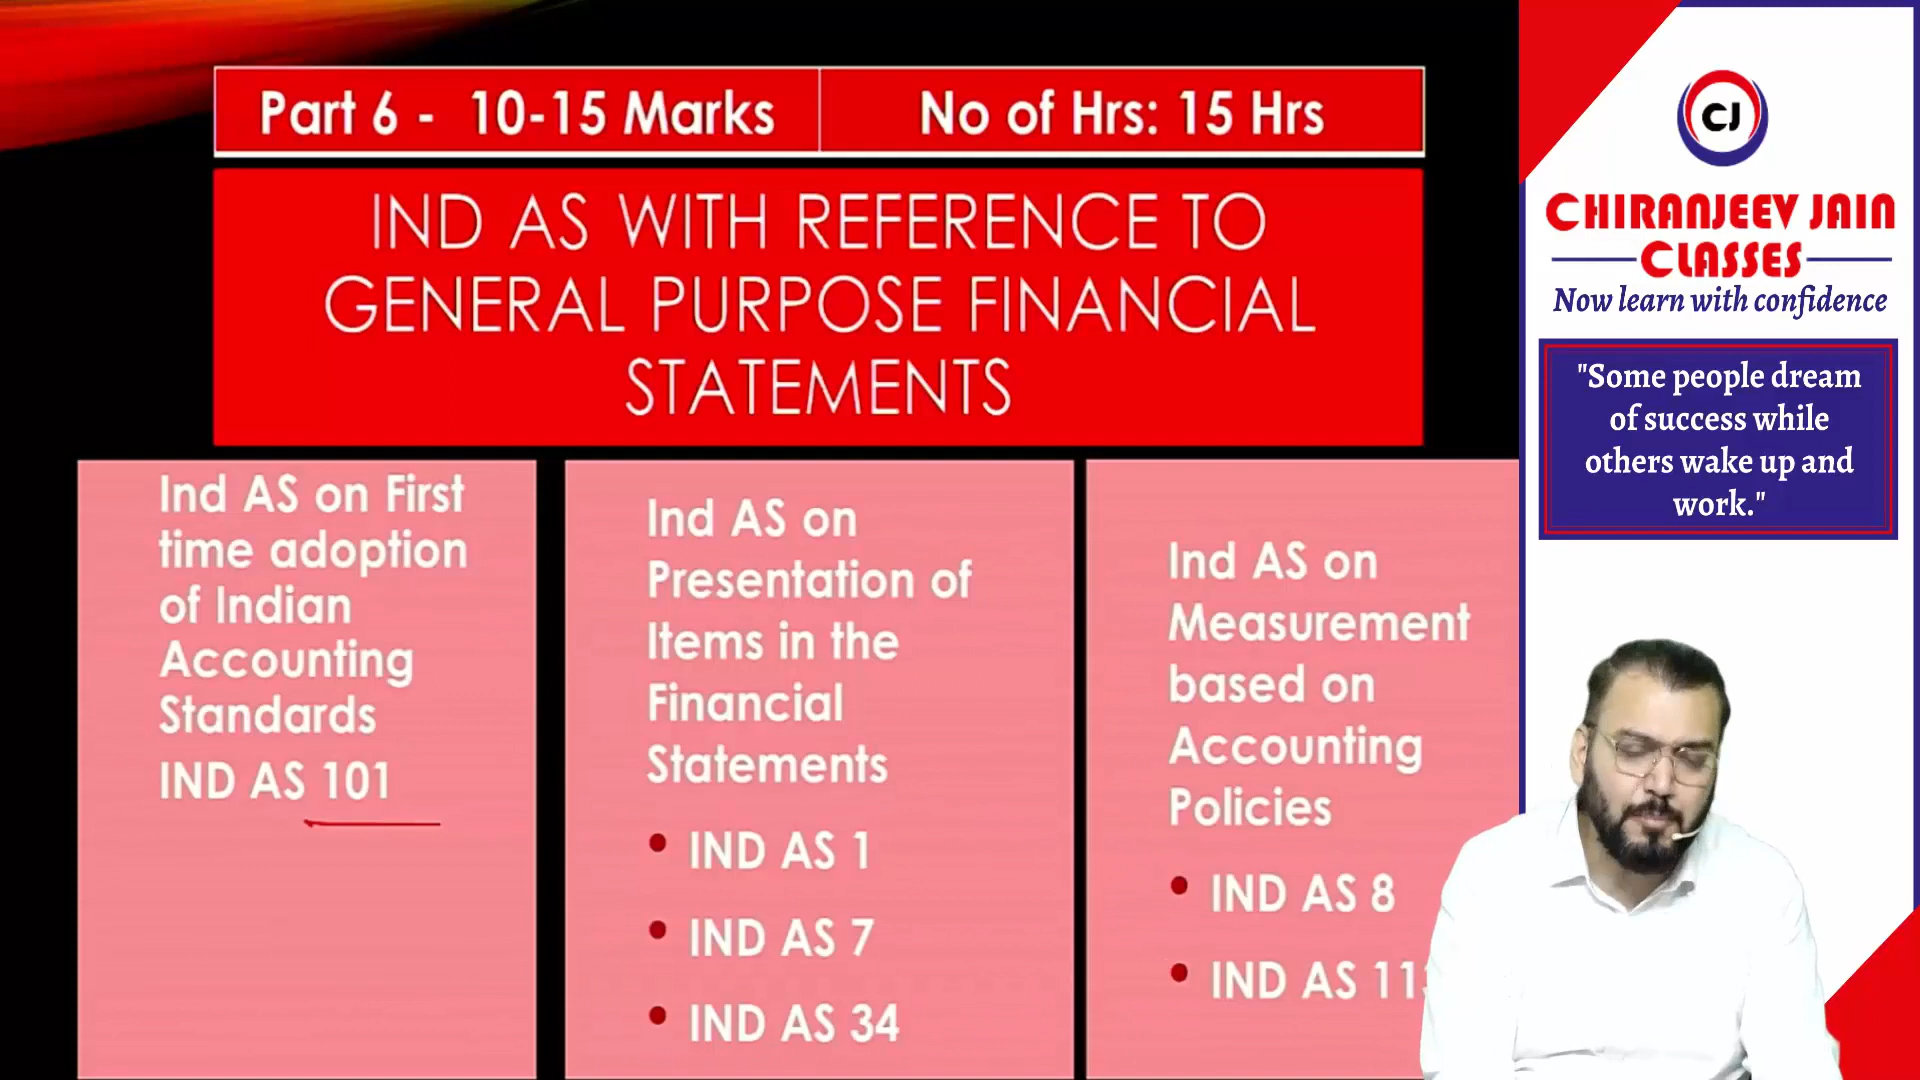 Part 6 - 10-15 Marks
No of Hrs: 15 Hrs
IND AS WITH REFERENCE TO
GENERAL PURPOSE FINANCIAL
STATEMENTS
Ind AS on First
time adoption
of Indian
Accounting
Standards
IND AS 101
Ind AS on
Presentation of
Items in the
Financial
Statements
• IND AS 1
• IND AS 7
• IND AS 34
Ind AS on
Measurement
based on
Accounting
Policies
• IND AS 8
• IND AS
CJ
CHIRANJEEV JAIN
CLASSES
Now learn with confidence
"Some people dream
of success while
others wake up and
work."